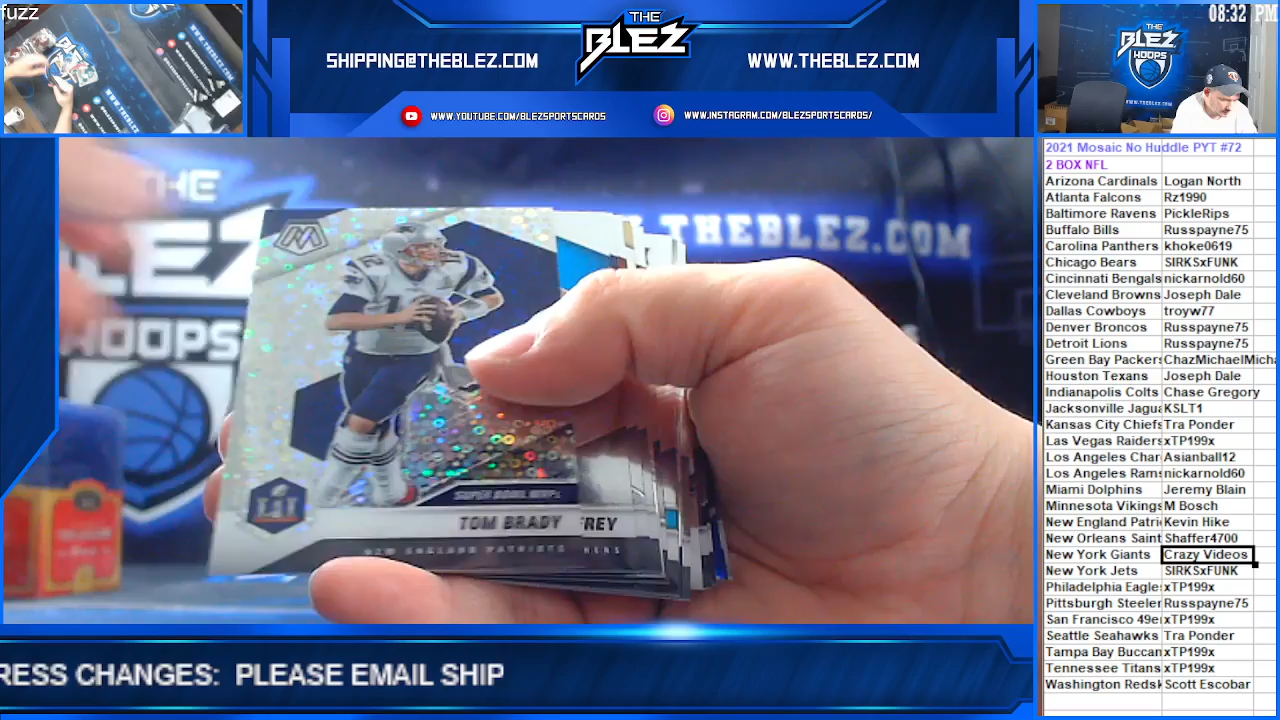 fuzz
SHIPPING@THEBLEZ.COM
THE
BLEZ
WWW.THEBLEZ.COM
WWW.YOUTUBE.COM/BLEZSPORTSCARDS
WWW.INSTAGRAM.COM/BLEZSPORTSCARDS/
08:32 PM
THE
BLEZ
HOOPS
THE
HOOPS
THEBLEZ.COM
12
LI
SUPER BOWL MVPs
TOM BRADY
FREY
NEW ENGLAND PATRIOTS
RESS CHANGES: PLEASE EMAIL SHIP
2021 Mosaic No Huddle PYT #72
2 BOX NFL
Arizona Cardinals Logan North
Atlanta Falcons Rz1990
Baltimore Ravens PickleRips
Buffalo Bills Russpayne75
Carolina Panthers khoke0619
Chicago Bears SIRKSxFUNK
Cincinnati Bengals nickarnold60
Cleveland Browns Joseph Dale
Dallas Cowboys troyw77
Denver Broncos Russpayne75
Detroit Lions Russpayne75
Green Bay Packers ChazMichaelMicha
Houston Texans Joseph Dale
Indianapolis Colts Chase Gregory
Jacksonville Jagua KSLT1
Kansas City Chiefs Tra Ponder
Las Vegas Raiders xTP199x
Los Angeles Char Asianball12
Los Angeles Rams nickarnold60
Miami Dolphins Jeremy Blain
Minnesota Vikings M Bosch
New England Patri Kevin Hike
New Orleans Saint Shaffer4700
New York Giants Crazy Videos
New York Jets SIRKSxFUNK
Philadelphia Eagle xTP199x
Pittsburgh Steeler Russpayne75
San Francisco 49e xTP199x
Seattle Seahawks Tra Ponder
Tampa Bay Buccan xTP199x
Tennessee Titans xTP199x
Washington Redsk Scott Escobar